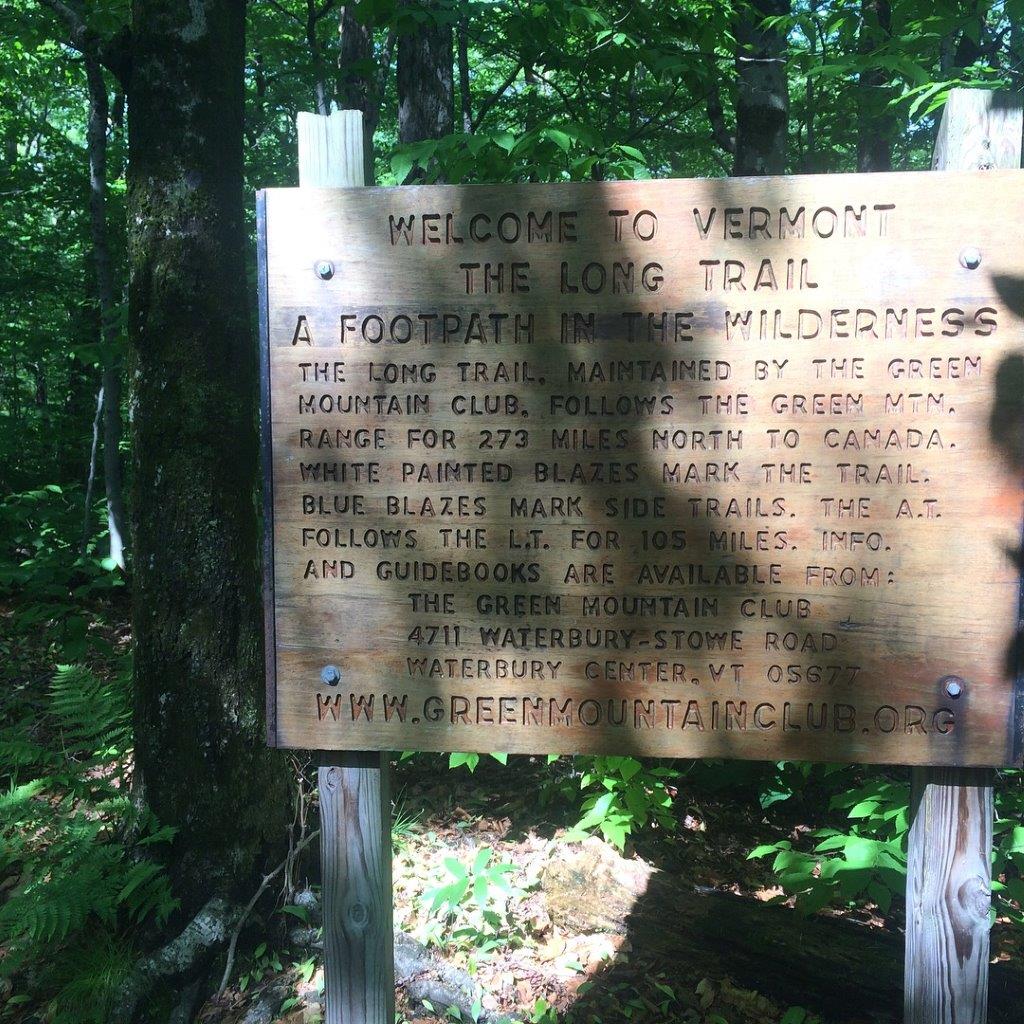 WELCOME TO VERMONT
THE LONG TRAIL
A FOOTPATH IN THE WILDERNESS
THE LONG TRAIL, MAINTAINED BY THE GREEN
MOUNTAIN CLUB, FOLLOWS THE GREEN MTN.
RANGE FOR 273 MILES NORTH TO CANADA.
WHITE PAINTED BLAZES MARK THE TRAIL.
BLUE BLAZES MARK SIDE TRAILS. THE A.T.
FOLLOWS THE L.T. FOR 105 MILES. INFO.
AND GUIDEBOOKS ARE AVAILABLE FROM:
THE GREEN MOUNTAIN CLUB
4711 WATERBURY-STOWE ROAD
WATERBURY CENTER, VT 05677
WWW.GREENMOUNTAINCLUB.ORG